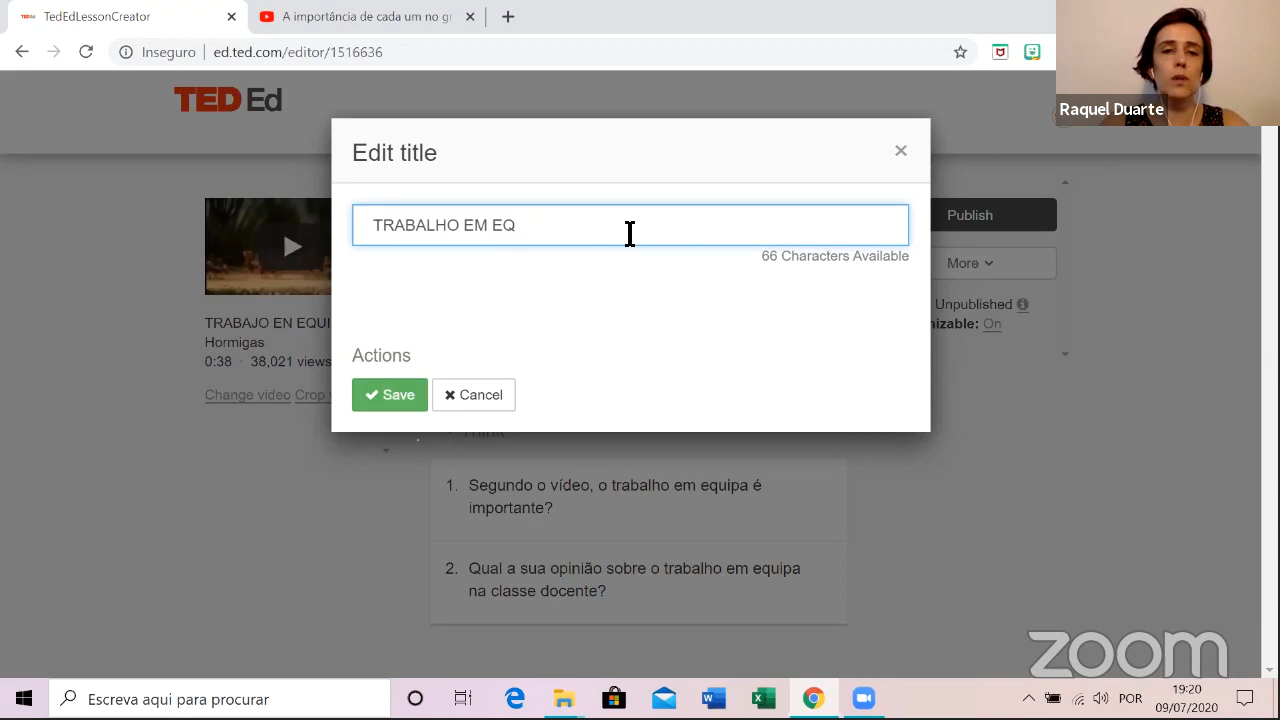 TED Ed TedEdLessonCreator
A importância de cada um no gr
Inseguro | ed.ted.com/editor/1516636
TED Ed
Raquel Duarte
Edit title
TRABALHO EM EQ
66 Characters Available
Publish
More
Unpublished
nizable: On
TRABAJO EN EQUI
Hormigas
0:38 · 38,021 views
Change video Crop
Actions
Save Cancel
Think
1. Segundo o vídeo, o trabalho em equipa é
importante?
2. Qual a sua opinião sobre o trabalho em equipa
na classe docente?
zoom
Escreva aqui para procurar
POR
19:20
09/07/2020